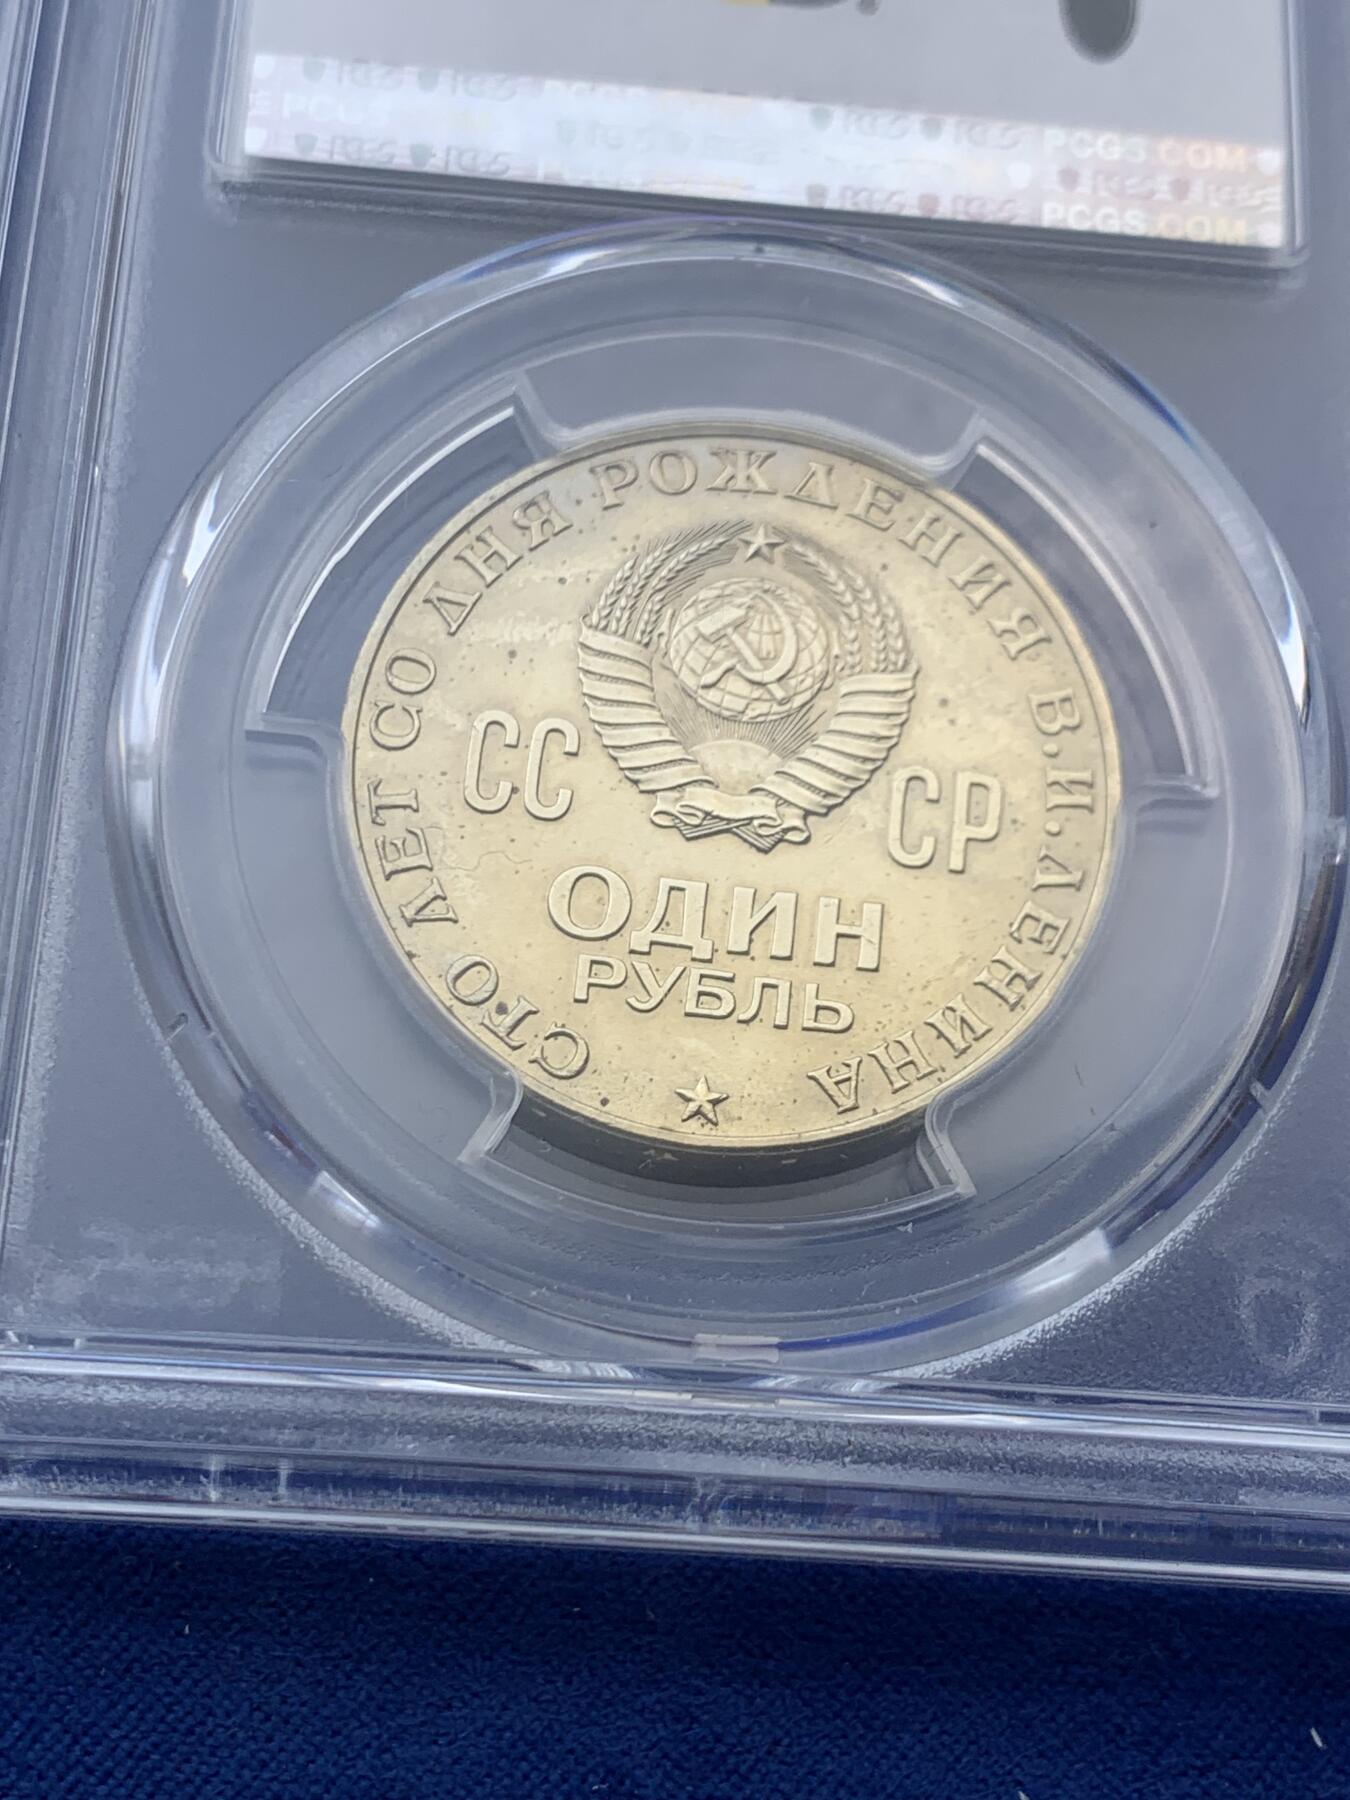 PCGS.COM
PCGS.COM
СТО ЛЕТ СО ДНЯ РОЖДЕНИЯ В.И.ЛЕНИНА
СС СР
ОДИН
РУБЛЬ